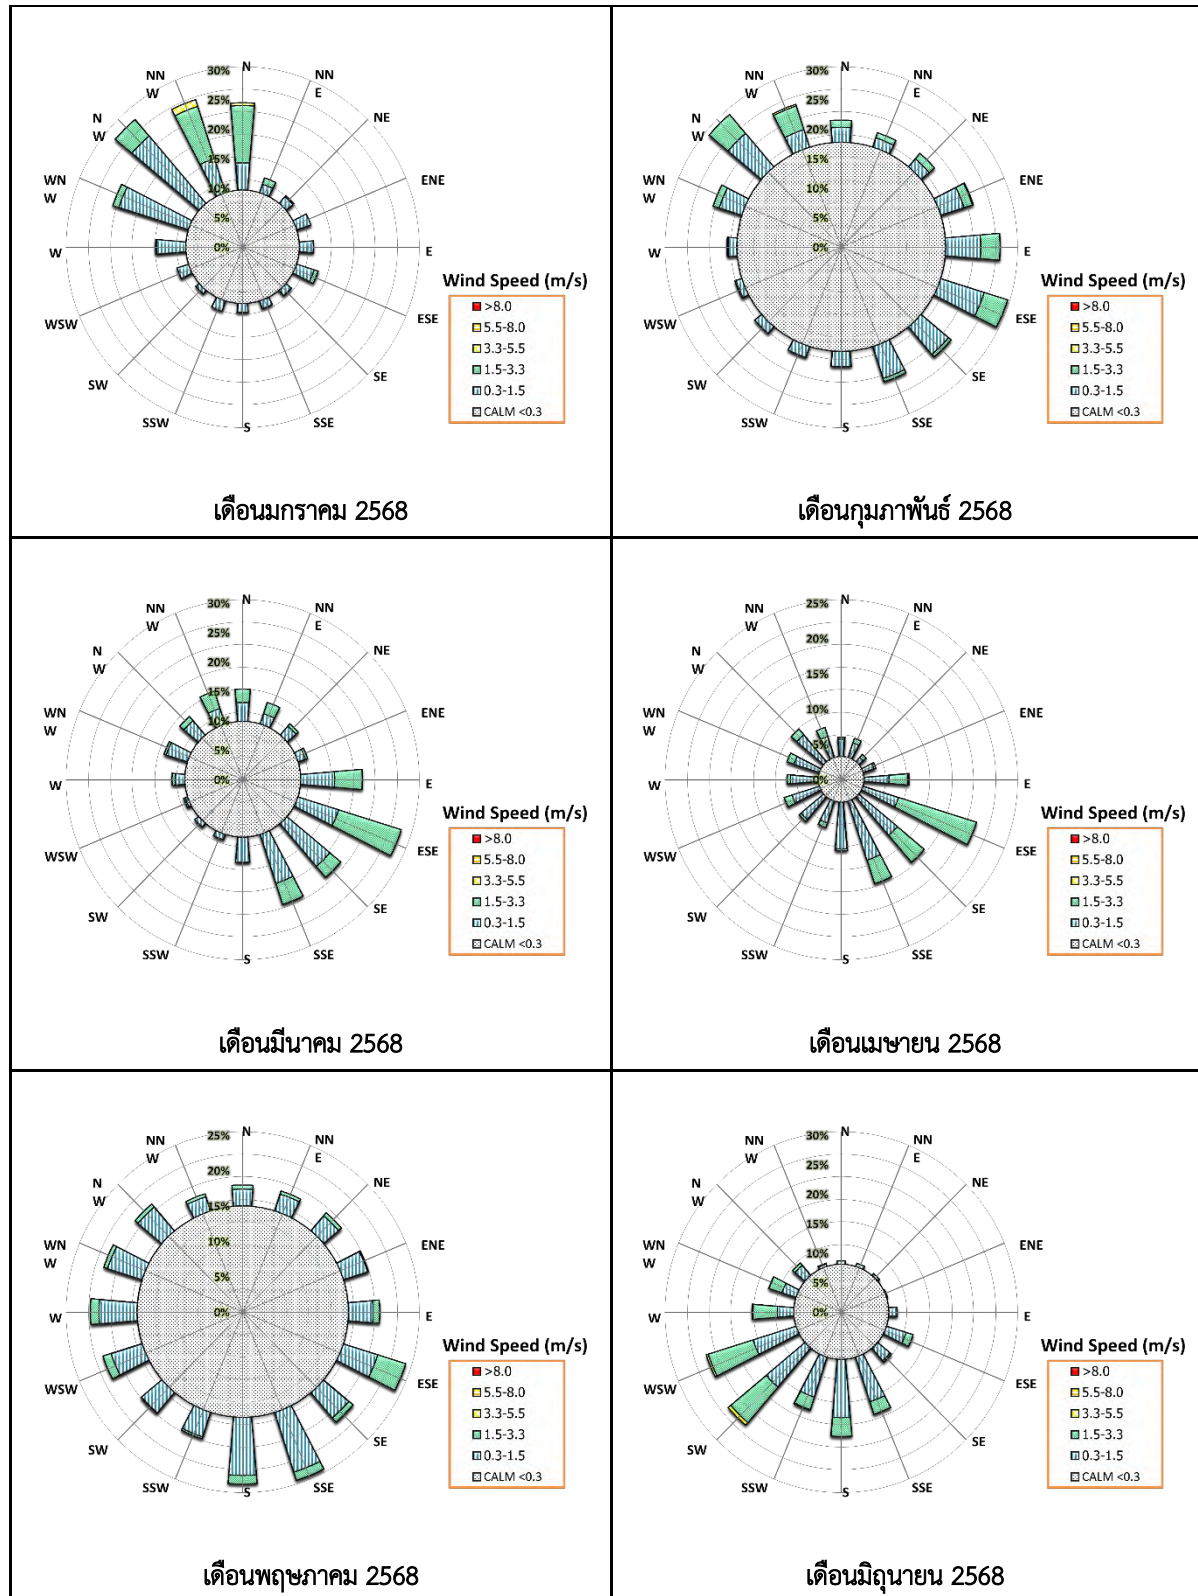 N
NN
E
NE
ENE
E
ESE
SE
SSE
S
SSW
SW
WSW
W
WN
W
N
W
NN
W
30%
25%
20%
15%
10%
5%
0%
Wind Speed (m/s)
>8.0
5.5-8.0
3.3-5.5
1.5-3.3
0.3-1.5
CALM <0.3
เดือนมกราคม 2568
N
NN
E
NE
ENE
E
ESE
SE
SSE
S
SSW
SW
WSW
W
WN
W
N
W
NN
W
30%
25%
20%
15%
10%
5%
0%
Wind Speed (m/s)
>8.0
5.5-8.0
3.3-5.5
1.5-3.3
0.3-1.5
CALM <0.3
เดือนกุมภาพันธ์ 2568
N
NN
E
NE
ENE
E
ESE
SE
SSE
S
SSW
SW
WSW
W
WN
W
N
W
NN
W
30%
25%
20%
15%
10%
5%
0%
Wind Speed (m/s)
>8.0
5.5-8.0
3.3-5.5
1.5-3.3
0.3-1.5
CALM <0.3
เดือนมีนาคม 2568
N
NN
E
NE
ENE
E
ESE
SE
SSE
S
SSW
SW
WSW
W
WN
W
N
W
NN
W
25%
20%
15%
10%
5%
0%
Wind Speed (m/s)
>8.0
5.5-8.0
3.3-5.5
1.5-3.3
0.3-1.5
CALM <0.3
เดือนเมษายน 2568
N
NN
E
NE
ENE
E
ESE
SE
SSE
S
SSW
SW
WSW
W
WN
W
N
W
NN
W
25%
20%
15%
10%
5%
0%
Wind Speed (m/s)
>8.0
5.5-8.0
3.3-5.5
1.5-3.3
0.3-1.5
CALM <0.3
เดือนพฤษภาคม 2568
N
NN
E
NE
ENE
E
ESE
SE
SSE
S
SSW
SW
WSW
W
WN
W
N
W
NN
W
30%
25%
20%
15%
10%
5%
0%
Wind Speed (m/s)
>8.0
5.5-8.0
3.3-5.5
1.5-3.3
0.3-1.5
CALM <0.3
เดือนมิถุนายน 2568